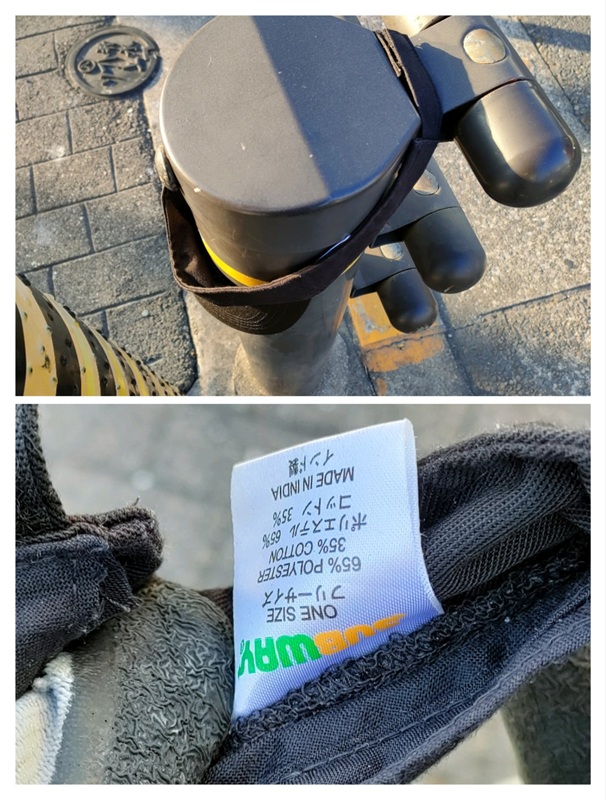 SUBWAY
ONE SIZE
フリーサイズ
65% POLYESTER
35% COTTON
ポリエステル 65%
コットン 35%
MADE IN INDIA
インド製